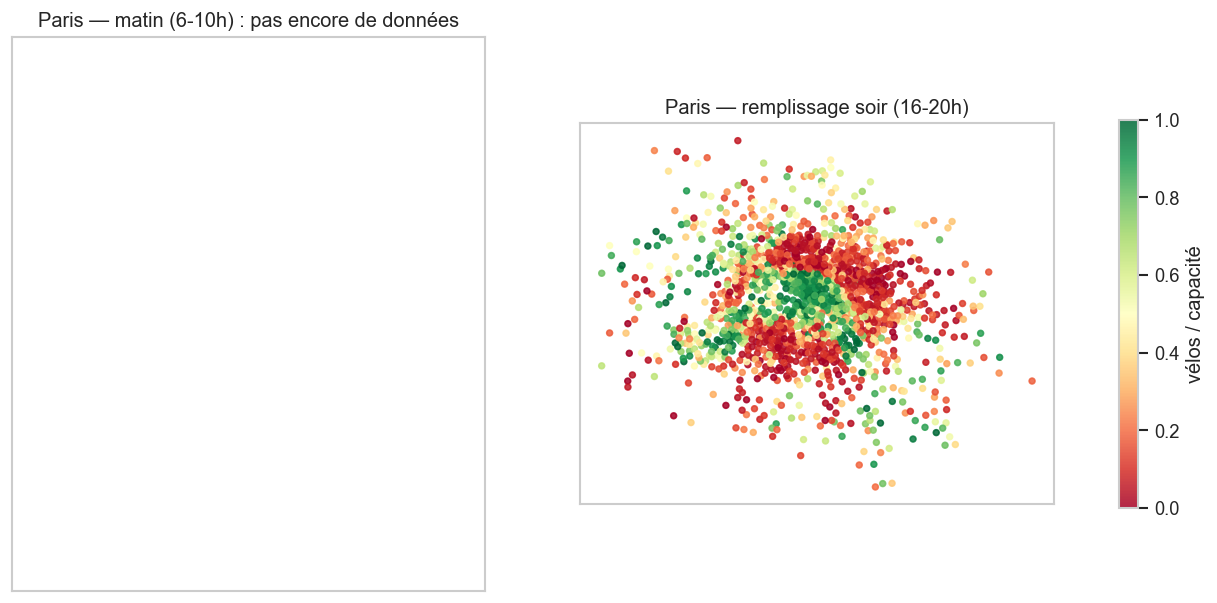 Paris — matin (6-10h) : pas encore de données
Paris — remplissage soir (16-20h)
1.0
0.8
0.6
0.4
0.2
0.0
vélos / capacité